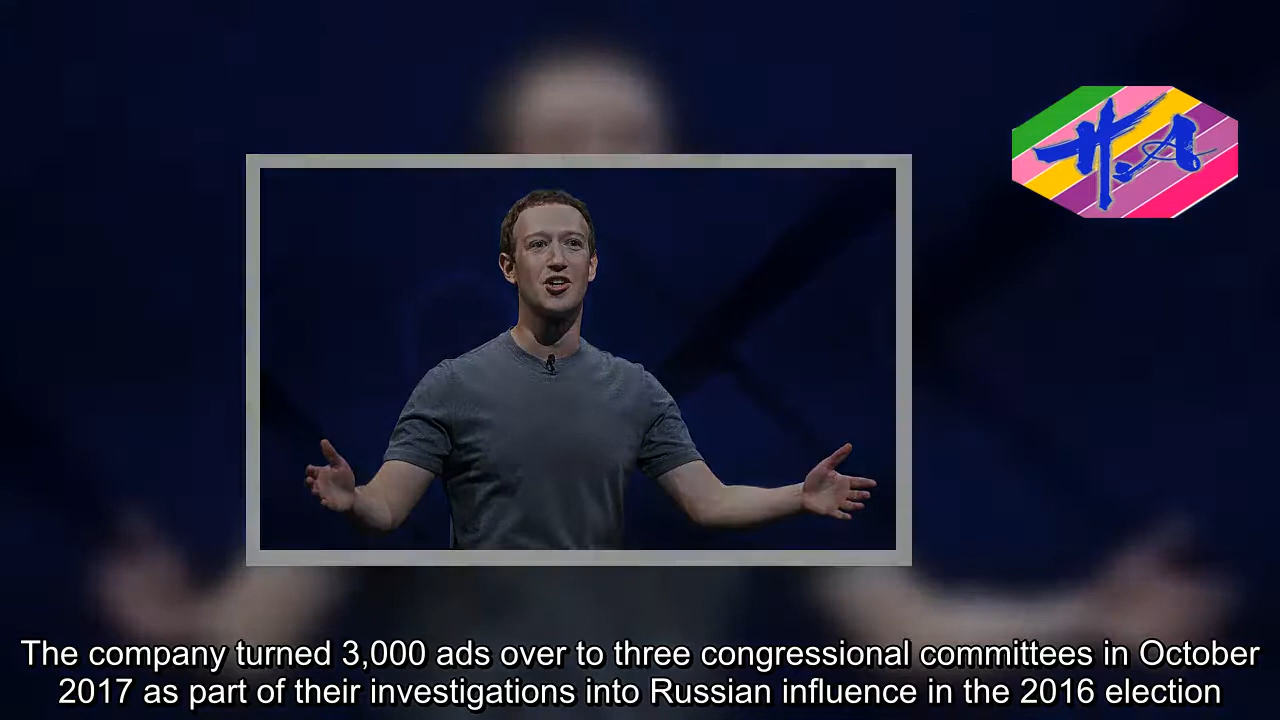 H.A
The company turned 3,000 ads over to three congressional committees in October
2017 as part of their investigations into Russian influence in the 2016 election